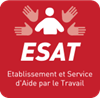 ESAT
Etablissement et Service
d'Aide par le Travail